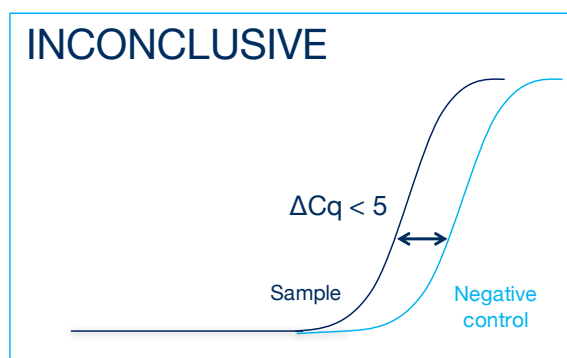 INCONCLUSIVE
ΔCq < 5
Sample
Negative
control